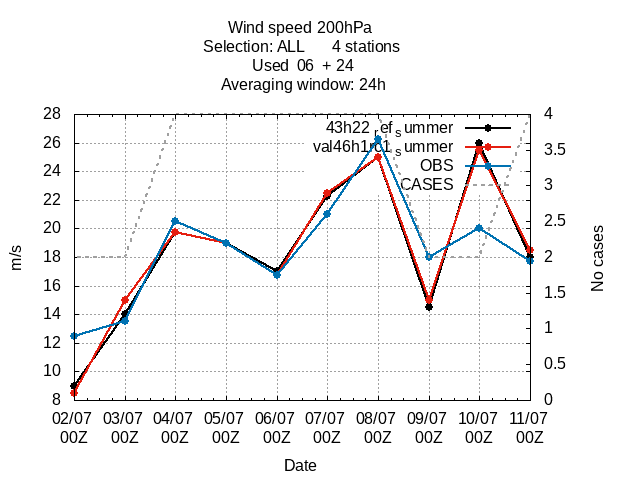 Wind speed 200hPa
Selection: ALL 4 stations
Used 06 + 24
Averaging window: 24h
43h22 refsummer
val46h1rc1summer
OBS
CASES
m/s
28
26
24
22
20
18
16
14
12
10
8
4
3.5
3
2.5
2
1.5
1
0.5
0
No cases
02/07 03/07 04/07 05/07 06/07 07/07 08/07 09/07 10/07 11/07
00Z 00Z 00Z 00Z 00Z 00Z 00Z 00Z 00Z 00Z
Date